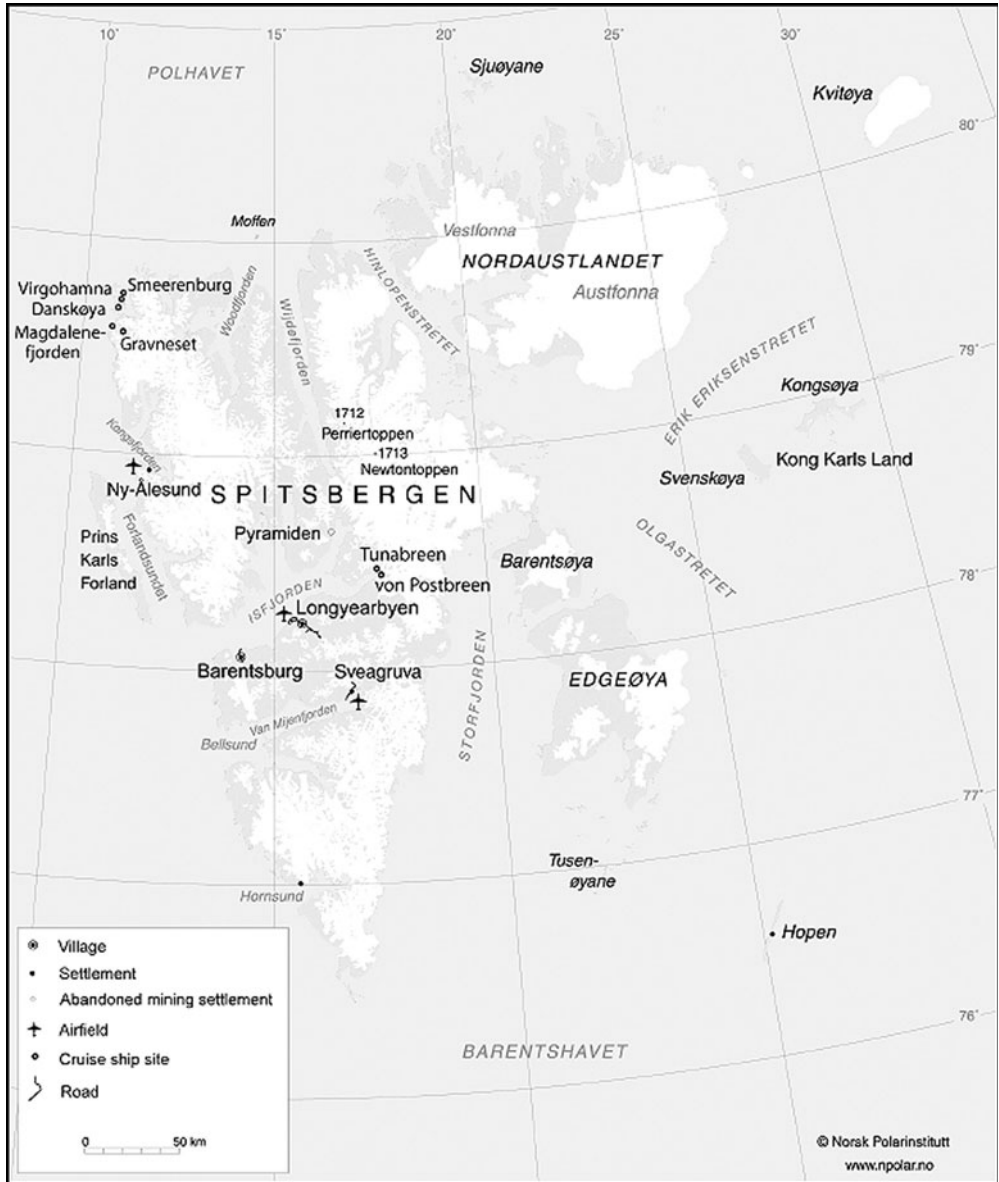 10°
15°
20°
25°
30°
POLHAVET
Sjuøyane
Kvitøya
80°
Moffen
Vestfonna
NORDAUSTLANDET
Austfonna
HINLOPENSTRETET
Woodfjorden
Wijdefjorden
Virgohamna
Smeerenburg
Danskøya
Magdalene-
fjorden
Gravneset
79°
ERIK ERIKSENSTRETET
Kongsøya
1712
Perriertoppen
-1713
Newtontoppen
Kongsfjorden
Kong Karls Land
Svenskøya
Ny-Ålesund
SPITSBERGEN
Pyramiden
Prins
Karls
Forland
Forlandsundet
Tunabreen
von Postbreen
Barentsøya
OLGASTRETET
78°
ISFJORDEN
Longyearbyen
Barentsburg
Sveagruva
EDGEØYA
STORFJORDEN
Van Mijenfjorden
Bellsund
77°
Tusen-
øyane
Hornsund
Hopen
Village
Settlement
Abandoned mining settlement
Airfield
Cruise ship site
Road
0 50 km
76°
BARENTSHAVET
© Norsk Polarinstitutt
www.npolar.no